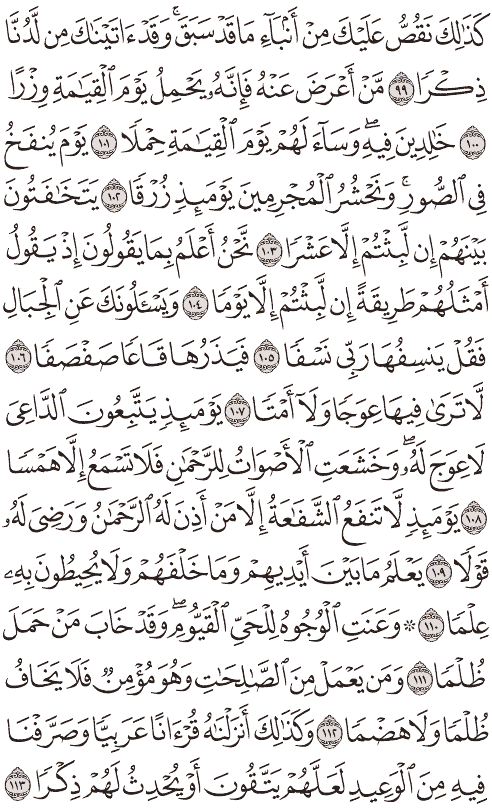 كَذَٰلِكَ نَقُصُّ عَلَيْكَ مِنْ أَنۢبَآءِ مَا قَدْ سَبَقَ ۚ وَقَدْ ءَاتَيْنَٰكَ مِن لَّدُنَّا
ذِكْرًا ٩٩ مَّنْ أَعْرَضَ عَنْهُ فَإِنَّهُۥ يَحْمِلُ يَوْمَ ٱلْقِيَٰمَةِ وِزْرًا
١٠٠ خَٰلِدِينَ فِيهِ ۖ وَسَآءَ لَهُمْ يَوْمَ ٱلْقِيَٰمَةِ حِمْلًا ١٠١ يَوْمَ يُنفَخُ
فِى ٱلصُّورِ ۚ وَنَحْشُرُ ٱلْمُجْرِمِينَ يَوْمَئِذٍ زُرْقًا ١٠٢ يَتَخَٰفَتُونَ
بَيْنَهُمْ إِن لَّبِثْتُمْ إِلَّا عَشْرًا ١٠٣ نَّحْنُ أَعْلَمُ بِمَا يَقُولُونَ إِذْ يَقُولُ
أَمْثَلُهُمْ طَرِيقَةً إِن لَّبِثْتُمْ إِلَّا يَوْمًا ١٠٤ وَيَسْـَٔلُونَكَ عَنِ ٱلْجِبَالِ
فَقُلْ يَنسِفُهَا رَبِّى نَسْفًا ١٠٥ فَيَذَرُهَا قَاعًا صَفْصَفًا ١٠٦
لَّا تَرَىٰ فِيهَا عِوَجًا وَلَآ أَمْتًا ١٠٧ يَوْمَئِذٍ يَتَّبِعُونَ ٱلدَّاعِىَ
لَا عِوَجَ لَهُۥ ۖ وَخَشَعَتِ ٱلْأَصْوَاتُ لِلرَّحْمَٰنِ فَلَا تَسْمَعُ إِلَّا هَمْسًا
١٠٨ يَوْمَئِذٍ لَّا تَنفَعُ ٱلشَّفَٰعَةُ إِلَّا مَنْ أَذِنَ لَهُ ٱلرَّحْمَٰنُ وَرَضِىَ لَهُۥ
قَوْلًا ١٠٩ يَعْلَمُ مَا بَيْنَ أَيْدِيهِمْ وَمَا خَلْفَهُمْ وَلَا يُحِيطُونَ بِهِۦ
عِلْمًا ١١٠ ۞ وَعَنَتِ ٱلْوُجُوهُ لِلْحَىِّ ٱلْقَيُّومِ ۖ وَقَدْ خَابَ مَنْ حَمَلَ
ظُلْمًا ١١١ وَمَن يَعْمَلْ مِنَ ٱلصَّٰلِحَٰتِ وَهُوَ مُؤْمِنٌ فَلَا يَخَافُ
ظُلْمًا وَلَا هَضْمًا ١١٢ وَكَذَٰلِكَ أَنزَلْنَٰهُ قُرْءَانًا عَرَبِيًّا وَصَرَّفْنَا
فِيهِ مِنَ ٱلْوَعِيدِ لَعَلَّهُمْ يَتَّقُونَ أَوْ يُحْدِثُ لَهُمْ ذِكْرًا ١١٣